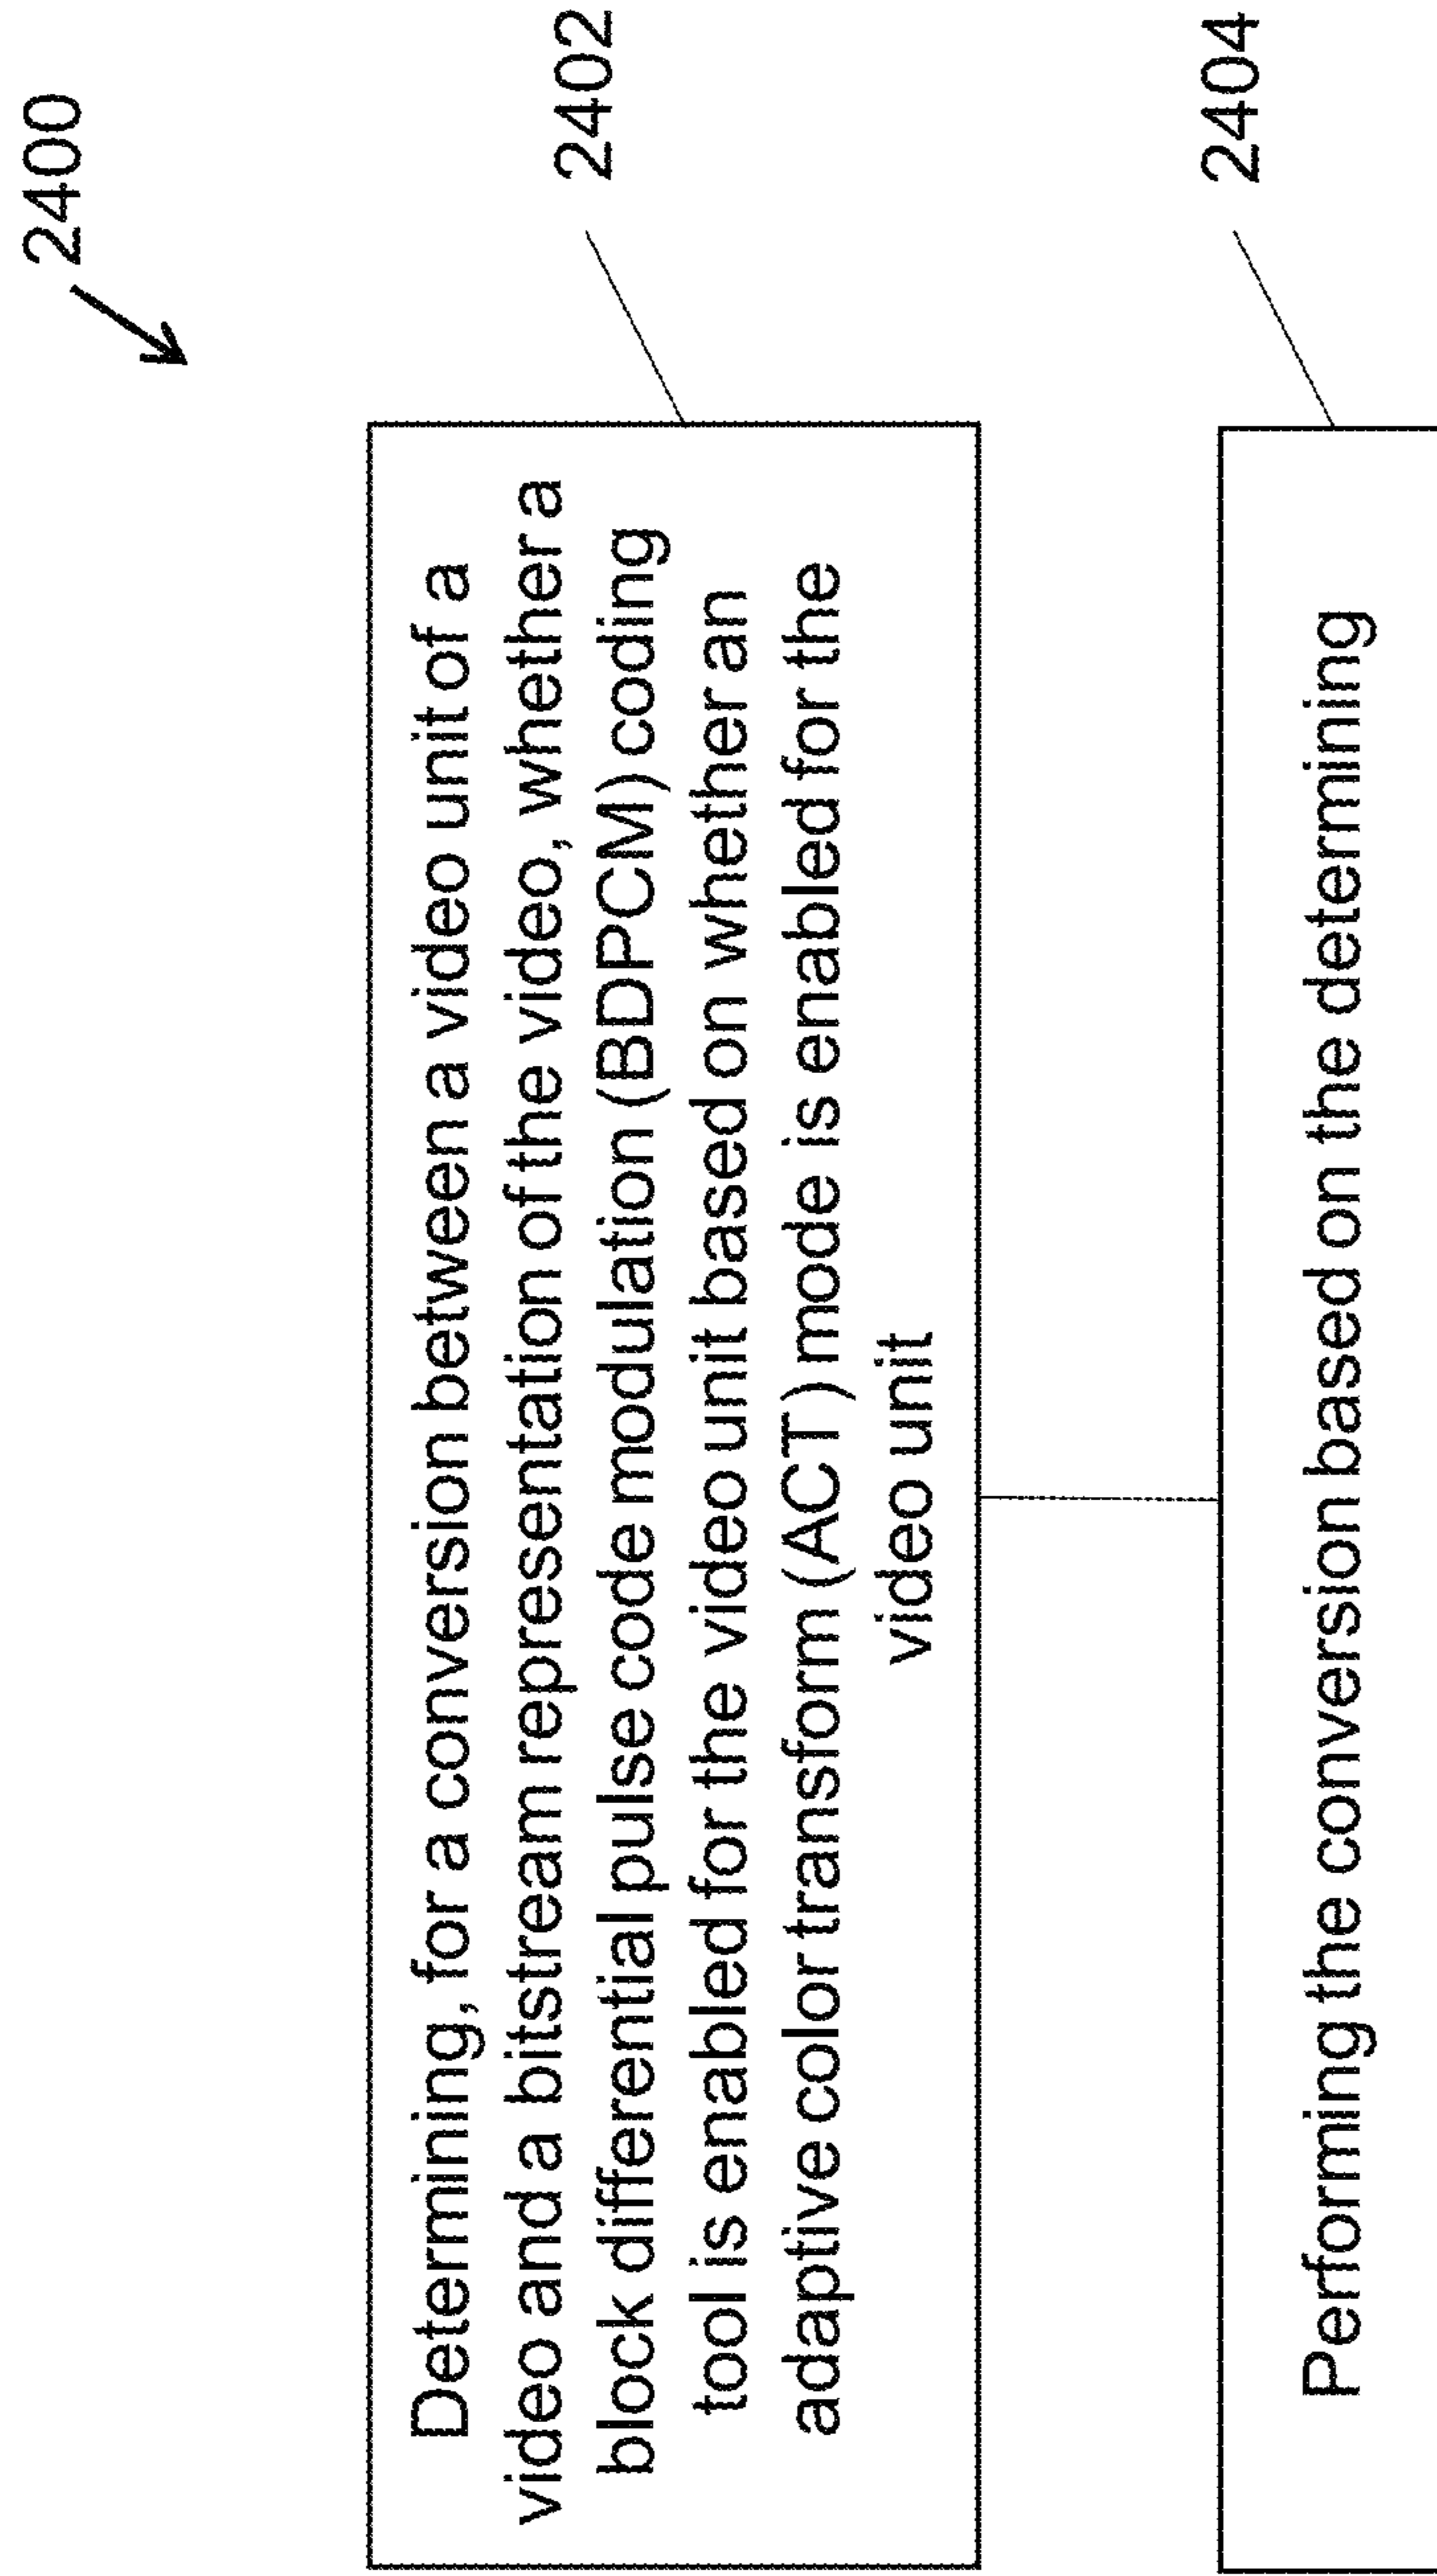 2400
Determining, for a conversion between a video unit of a
video and a bitstream representation of the video, whether a
block differential pulse code modulation (BDPCM) coding
tool is enabled for the video unit based on whether an
adaptive color transform (ACT) mode is enabled for the
video unit
2402
Performing the conversion based on the determining
2404